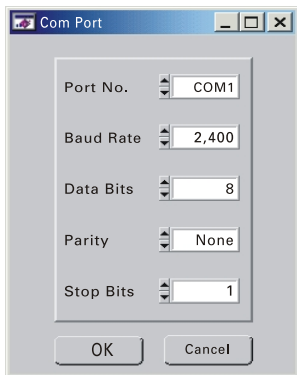 Com Port
Port No. COM1
Baud Rate 2,400
Data Bits 8
Parity None
Stop Bits 1
OK Cancel